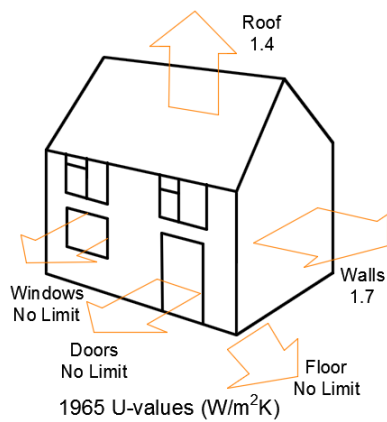 Roof
1.4
Walls
1.7
Windows
No Limit
Doors
No Limit
Floor
No Limit
1965 U-values (W/m²K)